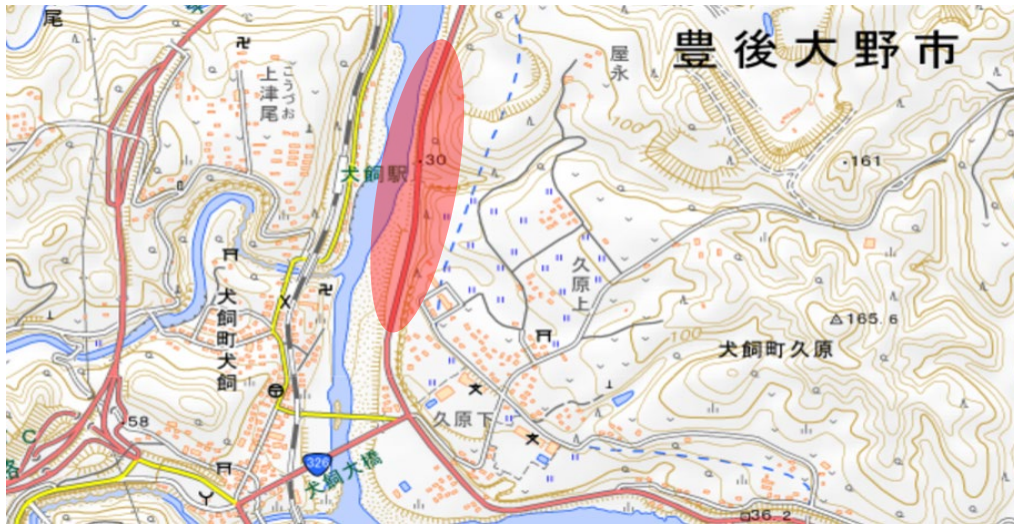 尾
豊後大野市
屋永
上津尾
こうづお
100
・161
・30
犬飼駅
久原上
犬飼町犬飼
△165.6
犬飼町久原
100
・58
久原下
C
326
犬飼大橋
36.2